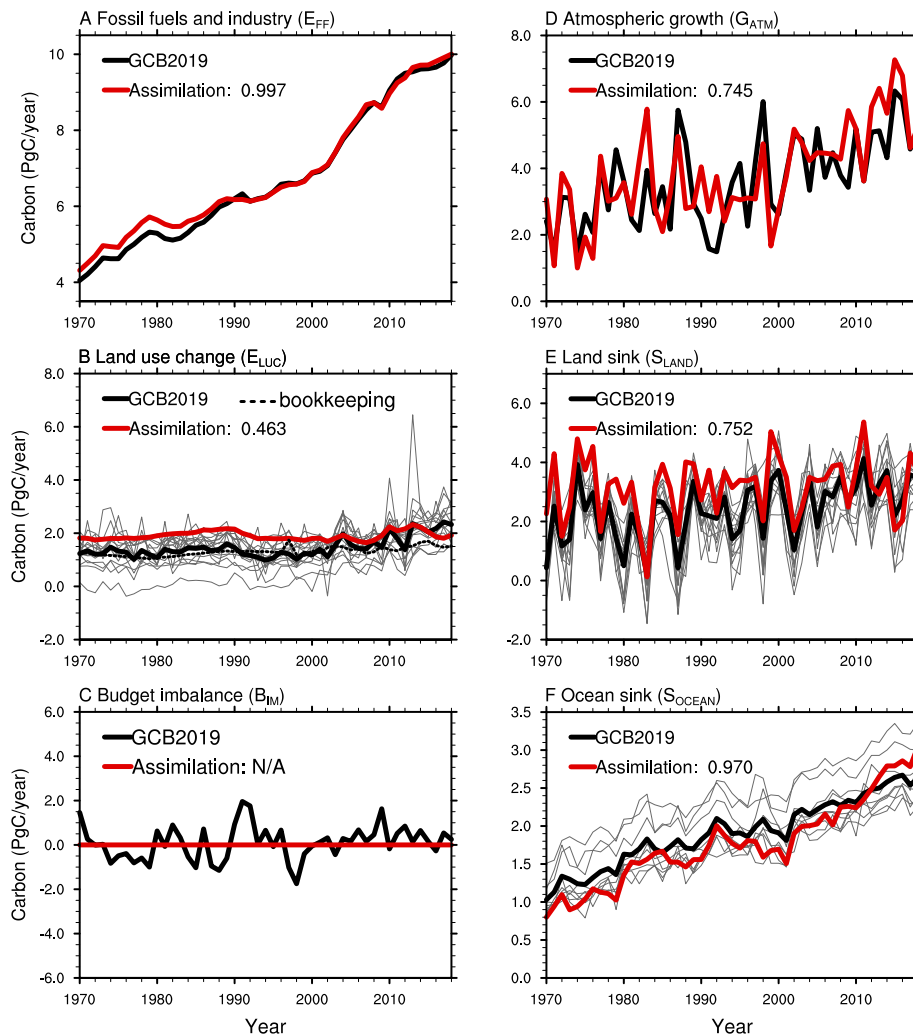 A Fossil fuels and industry (E_FF)
GCB2019
Assimilation: 0.997
Carbon (PgC/year)
10
8
6
4
1970 1980 1990 2000 2010
B Land use change (E_LUC)
GCB2019 bookkeeping
Assimilation: 0.463
Carbon (PgC/year)
8.0
6.0
4.0
2.0
0.0
-2.0
1970 1980 1990 2000 2010
C Budget imbalance (B_IM)
GCB2019
Assimilation: N/A
Carbon (PgC/year)
6.0
4.0
2.0
0.0
-2.0
-4.0
-6.0
1970 1980 1990 2000 2010
Year
D Atmospheric growth (G_ATM)
GCB2019
Assimilation: 0.745
8.0
6.0
4.0
2.0
0.0
1970 1980 1990 2000 2010
E Land sink (S_LAND)
GCB2019
Assimilation: 0.752
6.0
4.0
2.0
0.0
-2.0
1970 1980 1990 2000 2010
F Ocean sink (S_OCEAN)
GCB2019
Assimilation: 0.970
3.5
3.0
2.5
2.0
1.5
1.0
0.5
0.0
1970 1980 1990 2000 2010
Year